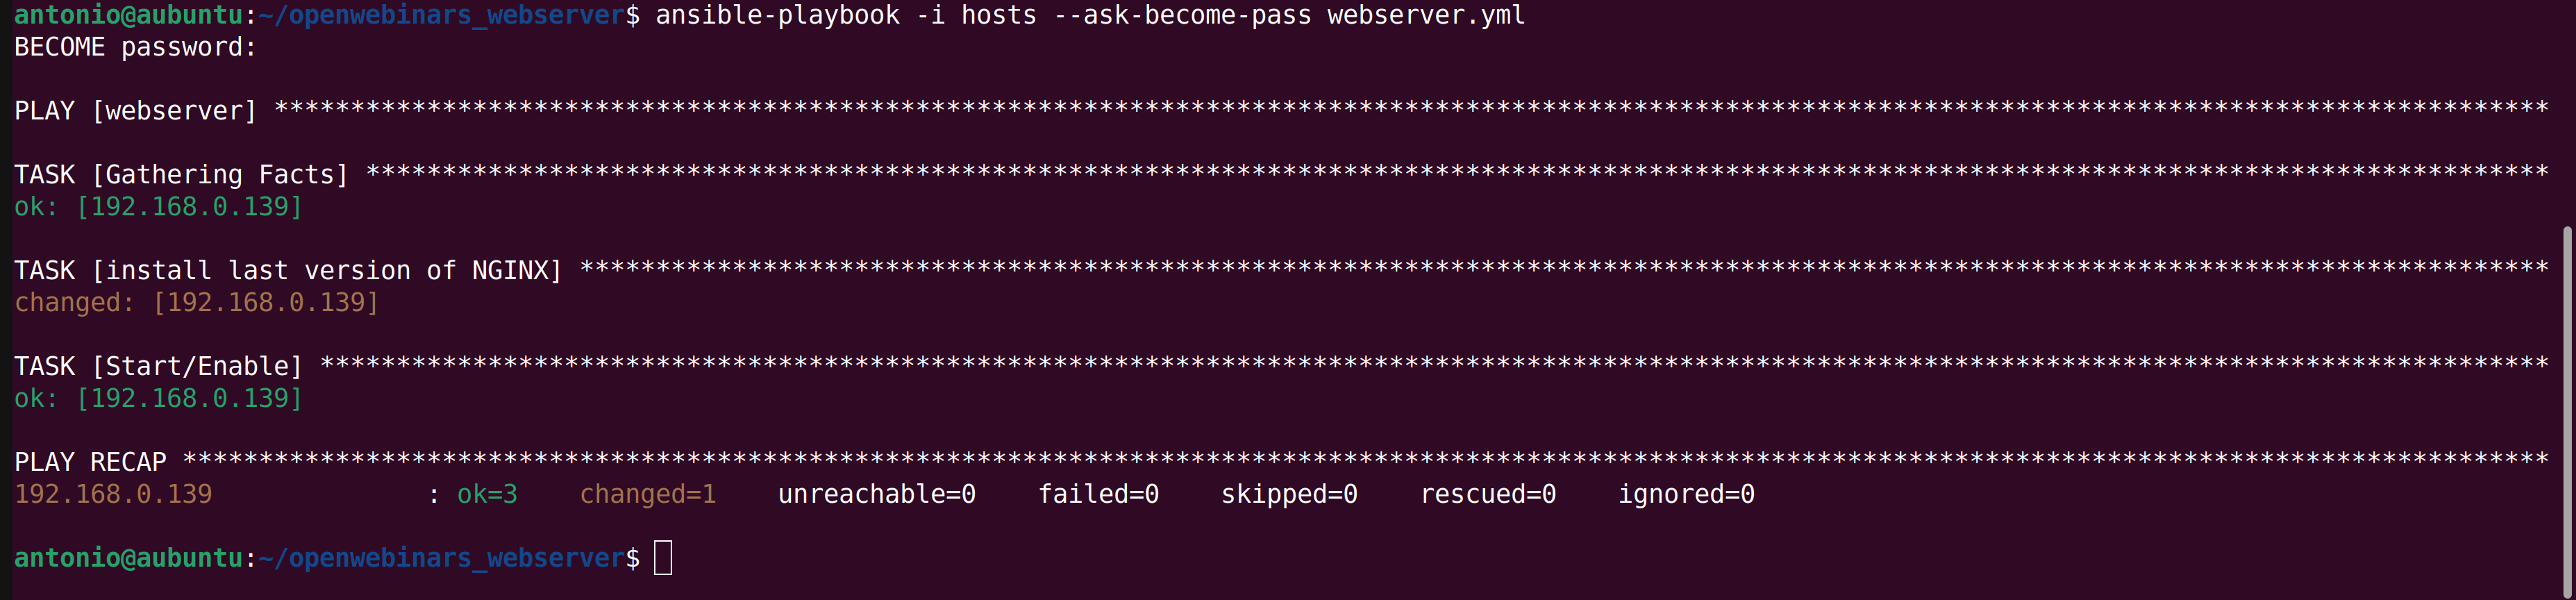 antonio@aubuntu:~/openwebinars_webserver$ ansible-playbook -i hosts --ask-become-pass webserver.yml
BECOME password:
PLAY [webserver] *****************************************************************************************************************************************************
TASK [Gathering Facts] ***********************************************************************************************************************************************
ok: [192.168.0.139]
TASK [install last version of NGINX] *********************************************************************************************************************************
changed: [192.168.0.139]
TASK [Start/Enable] **************************************************************************************************************************************************
ok: [192.168.0.139]
PLAY RECAP ***********************************************************************************************************************************************************
192.168.0.139              : ok=3    changed=1    unreachable=0    failed=0    skipped=0    rescued=0    ignored=0
antonio@aubuntu:~/openwebinars_webserver$